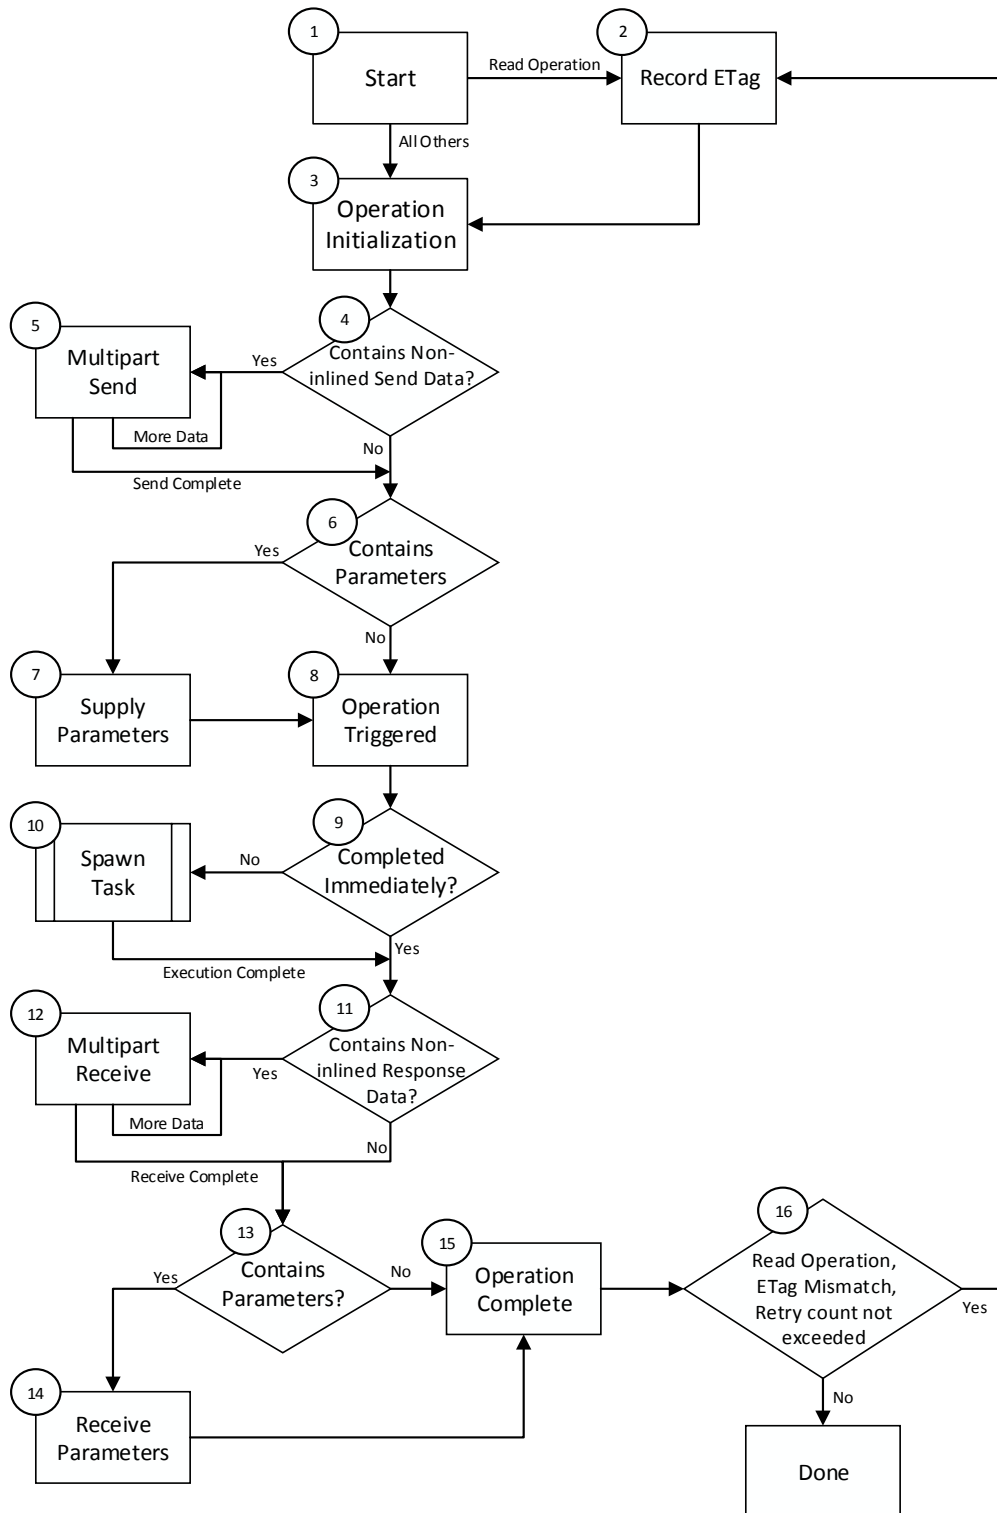 1
Start
Read Operation
2
Record ETag
All Others
3
Operation
Initialization
4
Contains Non-
inlined Send Data?
Yes
5
Multipart
Send
More Data
No
Send Complete
6
Contains
Parameters
Yes
No
7
Supply
Parameters
8
Operation
Triggered
9
Completed
Immediately?
No
10
Spawn
Task
Yes
Execution Complete
11
Contains Non-
inlined Response
Data?
Yes
12
Multipart
Receive
More Data
No
Receive Complete
13
Contains
Parameters?
Yes
No
14
Receive
Parameters
15
Operation
Complete
16
Read Operation,
ETag Mismatch,
Retry count not
exceeded
Yes
No
Done